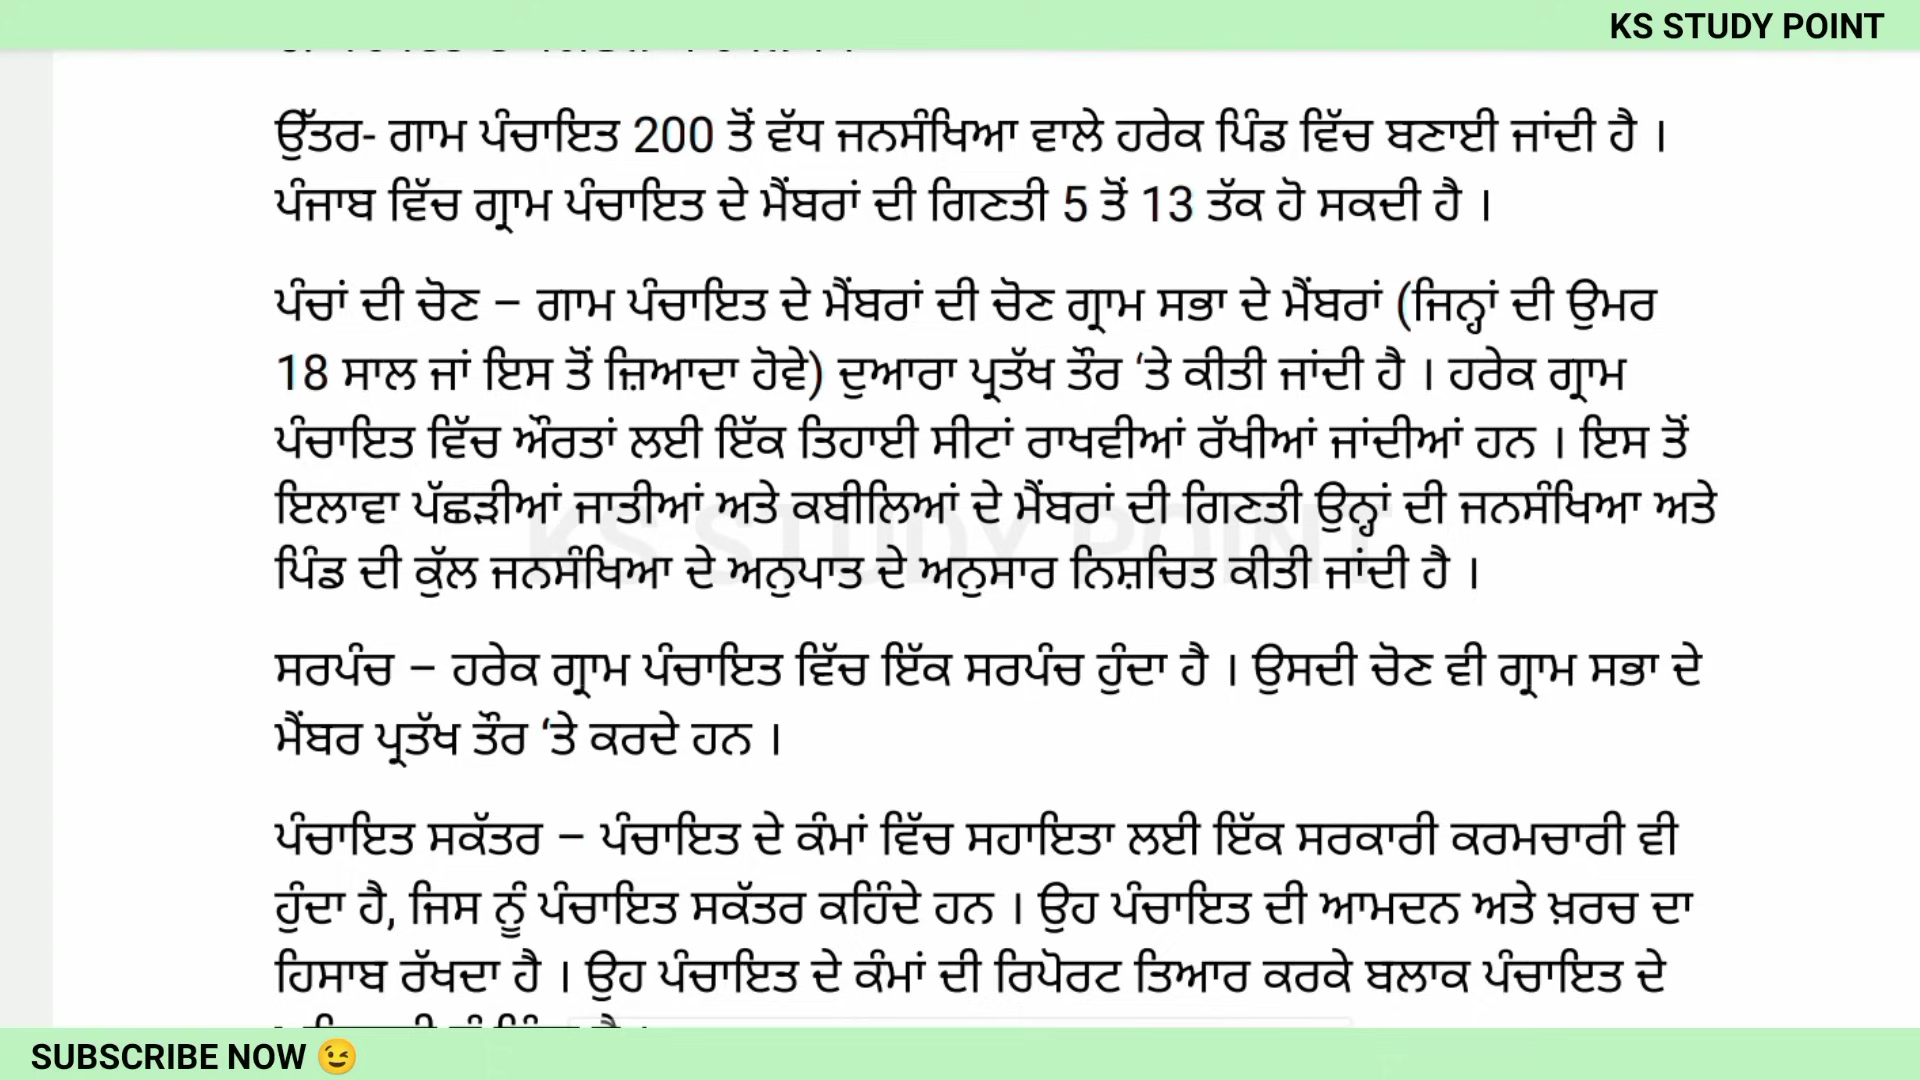 KS STUDY POINT
ਉੱਤਰ- ਗਾਮ ਪੰਚਾਇਤ 200 ਤੋਂ ਵੱਧ ਜਨਸੰਖਿਆ ਵਾਲੇ ਹਰੇਕ ਪਿੰਡ ਵਿੱਚ ਬਣਾਈ ਜਾਂਦੀ ਹੈ ।
ਪੰਜਾਬ ਵਿੱਚ ਗ੍ਰਾਮ ਪੰਚਾਇਤ ਦੇ ਮੈਂਬਰਾਂ ਦੀ ਗਿਣਤੀ 5 ਤੋਂ 13 ਤੱਕ ਹੋ ਸਕਦੀ ਹੈ ।
ਪੰਚਾਂ ਦੀ ਚੋਣ – ਗਾਮ ਪੰਚਾਇਤ ਦੇ ਮੈਂਬਰਾਂ ਦੀ ਚੋਣ ਗ੍ਰਾਮ ਸਭਾ ਦੇ ਮੈਂਬਰਾਂ (ਜਿਨ੍ਹਾਂ ਦੀ ਉਮਰ
18 ਸਾਲ ਜਾਂ ਇਸ ਤੋਂ ਜ਼ਿਆਦਾ ਹੋਵੇ) ਦੁਆਰਾ ਪ੍ਰਤੱਖ ਤੌਰ ‘ਤੇ ਕੀਤੀ ਜਾਂਦੀ ਹੈ । ਹਰੇਕ ਗ੍ਰਾਮ
ਪੰਚਾਇਤ ਵਿੱਚ ਔਰਤਾਂ ਲਈ ਇੱਕ ਤਿਹਾਈ ਸੀਟਾਂ ਰਾਖਵੀਆਂ ਰੱਖੀਆਂ ਜਾਂਦੀਆਂ ਹਨ । ਇਸ ਤੋਂ
ਇਲਾਵਾ ਪੱਛੜੀਆਂ ਜਾਤੀਆਂ ਅਤੇ ਕਬੀਲਿਆਂ ਦੇ ਮੈਂਬਰਾਂ ਦੀ ਗਿਣਤੀ ਉਨ੍ਹਾਂ ਦੀ ਜਨਸੰਖਿਆ ਅਤੇ
KS STUDY POINT
ਪਿੰਡ ਦੀ ਕੁੱਲ ਜਨਸੰਖਿਆ ਦੇ ਅਨੁਪਾਤ ਦੇ ਅਨੁਸਾਰ ਨਿਸ਼ਚਿਤ ਕੀਤੀ ਜਾਂਦੀ ਹੈ ।
ਸਰਪੰਚ – ਹਰੇਕ ਗ੍ਰਾਮ ਪੰਚਾਇਤ ਵਿੱਚ ਇੱਕ ਸਰਪੰਚ ਹੁੰਦਾ ਹੈ । ਉਸਦੀ ਚੋਣ ਵੀ ਗ੍ਰਾਮ ਸਭਾ ਦੇ
ਮੈਂਬਰ ਪ੍ਰਤੱਖ ਤੌਰ ‘ਤੇ ਕਰਦੇ ਹਨ ।
ਪੰਚਾਇਤ ਸਕੱਤਰ – ਪੰਚਾਇਤ ਦੇ ਕੰਮਾਂ ਵਿੱਚ ਸਹਾਇਤਾ ਲਈ ਇੱਕ ਸਰਕਾਰੀ ਕਰਮਚਾਰੀ ਵੀ
ਹੁੰਦਾ ਹੈ, ਜਿਸ ਨੂੰ ਪੰਚਾਇਤ ਸਕੱਤਰ ਕਹਿੰਦੇ ਹਨ । ਉਹ ਪੰਚਾਇਤ ਦੀ ਆਮਦਨ ਅਤੇ ਖ਼ਰਚ ਦਾ
ਹਿਸਾਬ ਰੱਖਦਾ ਹੈ । ਉਹ ਪੰਚਾਇਤ ਦੇ ਕੰਮਾਂ ਦੀ ਰਿਪੋਰਟ ਤਿਆਰ ਕਰਕੇ ਬਲਾਕ ਪੰਚਾਇਤ ਦੇ
SUBSCRIBE NOW 😉